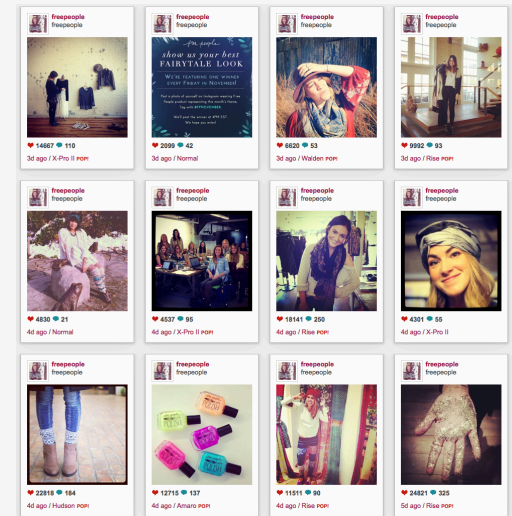 freepeople
freepeople
14667 110
3d ago / X-Pro II POP!
freepeople
freepeople
free people
show us your best
FAIRYTALE LOOK
WE'RE FEATURING ONE WINNER
EVERY FRIDAY IN NOVEMBER!
2099 42
3d ago / Normal
freepeople
freepeople
6620 53
3d ago / Walden POP!
freepeople
freepeople
9992 93
3d ago / Rise POP!
freepeople
freepeople
4830 21
4d ago / Normal
freepeople
freepeople
4537 95
4d ago / X-Pro II POP!
freepeople
freepeople
18141 250
4d ago / Rise POP!
freepeople
freepeople
4301 55
4d ago / X-Pro II
freepeople
freepeople
22818 184
4d ago / Hudson POP!
freepeople
freepeople
12715 137
4d ago / Amaro POP!
freepeople
freepeople
11511 90
4d ago / Rise POP!
freepeople
freepeople
24821 325
5d ago / Rise POP!